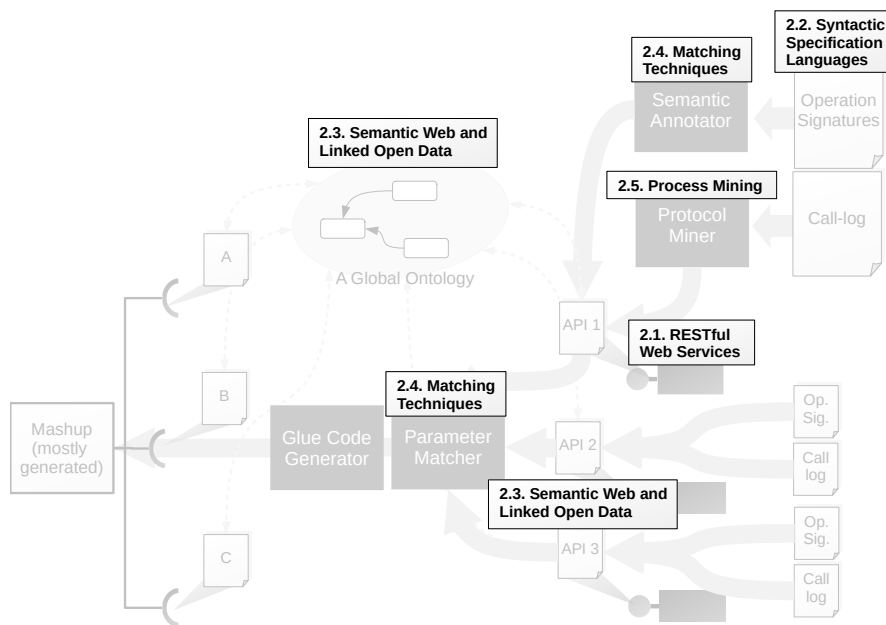 2.2. Syntactic
Specification
Languages
2.4. Matching
Techniques
Semantic
Annotator
Operation
Signatures
2.3. Semantic Web and
Linked Open Data
2.5. Process Mining
Protocol
Miner
Call-log
A
A Global Ontology
API 1
2.1. RESTful
Web Services
B
2.4. Matching
Techniques
Mashup
(mostly
generated)
Glue Code
Generator
Parameter
Matcher
API 2
Op.
Sig.
Call
log
2.3. Semantic Web and
Linked Open Data
C
API 3
Op.
Sig.
Call
log